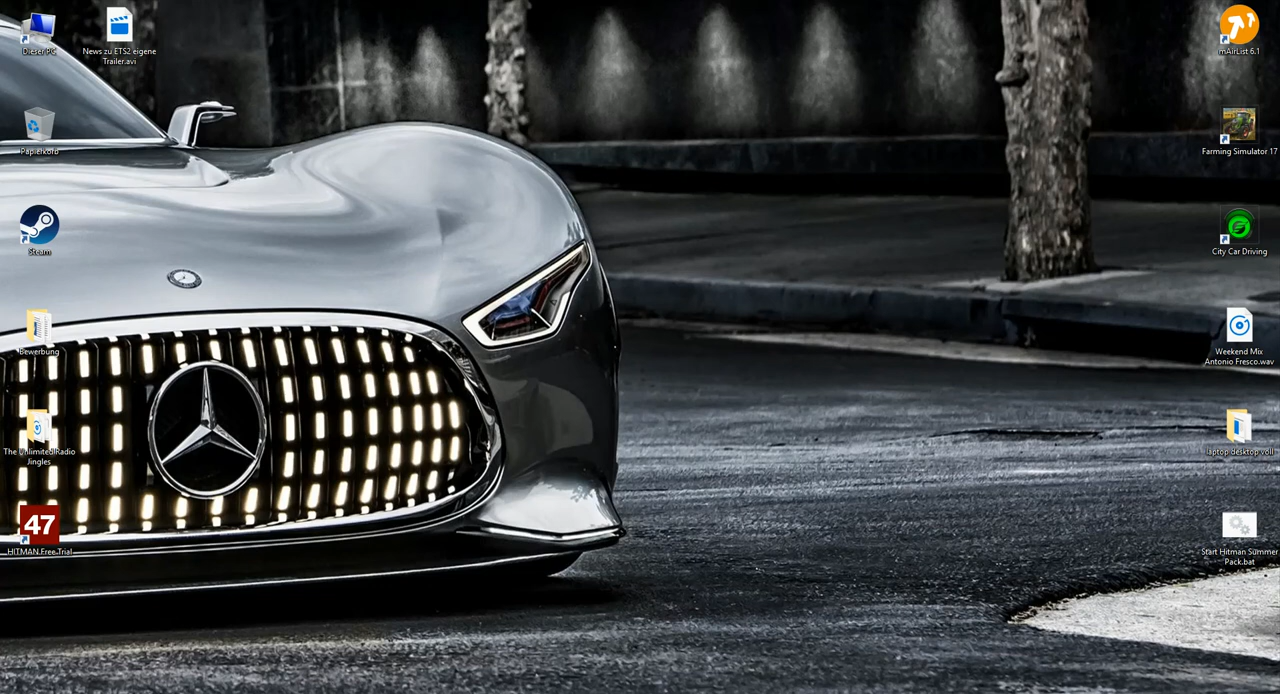 Dieser PC
News zu ETS2 eigene
Trailer.avi
Papierkorb
Steam
Bewerbung
The UnlimitedRadio
Jingles
47
HITMAN Free Trial
mAirList 6.1
Farming Simulator 17
City Car Driving
Weekend Mix
Antonio Fresco.wav
laptop desktop voll
Start Hitman Summer
Pack.bat